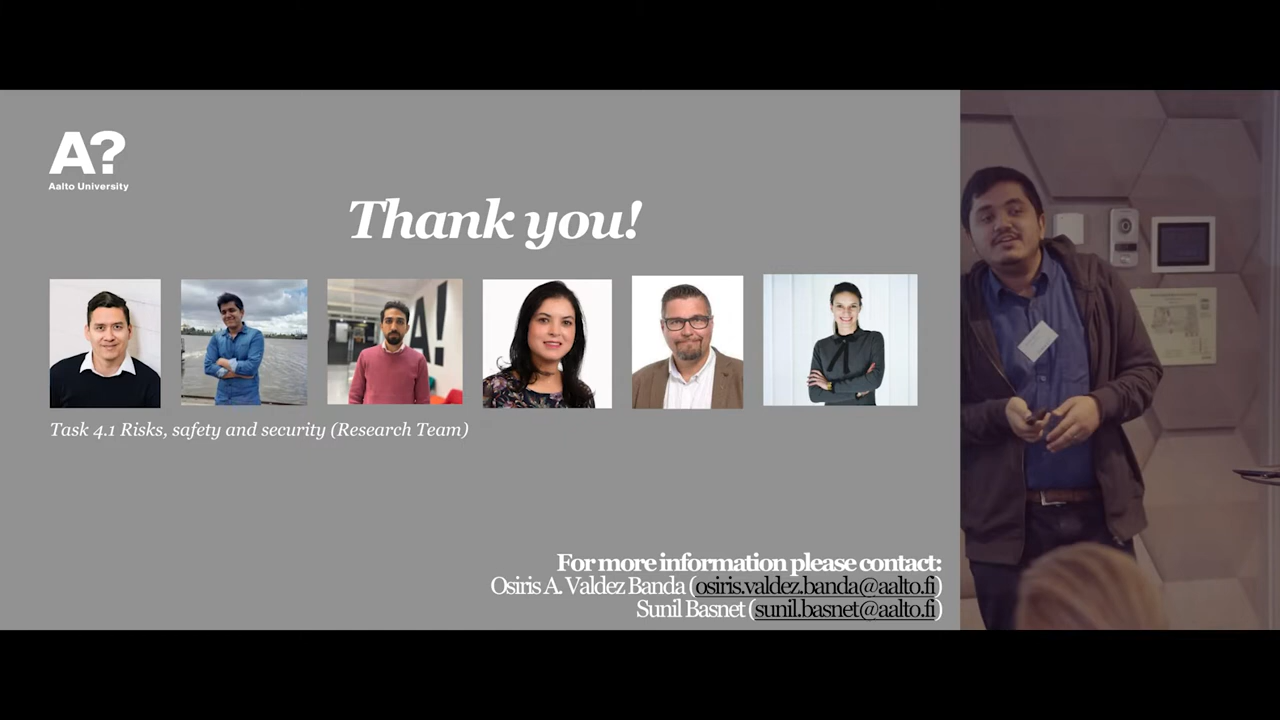 A?
Aalto University
Thank you!
Task 4.1 Risks, safety and security (Research Team)
For more information please contact:
Osiris A. Valdez Banda (osiris.valdez.banda@aalto.fi)
Sunil Basnet (sunil.basnet@aalto.fi)